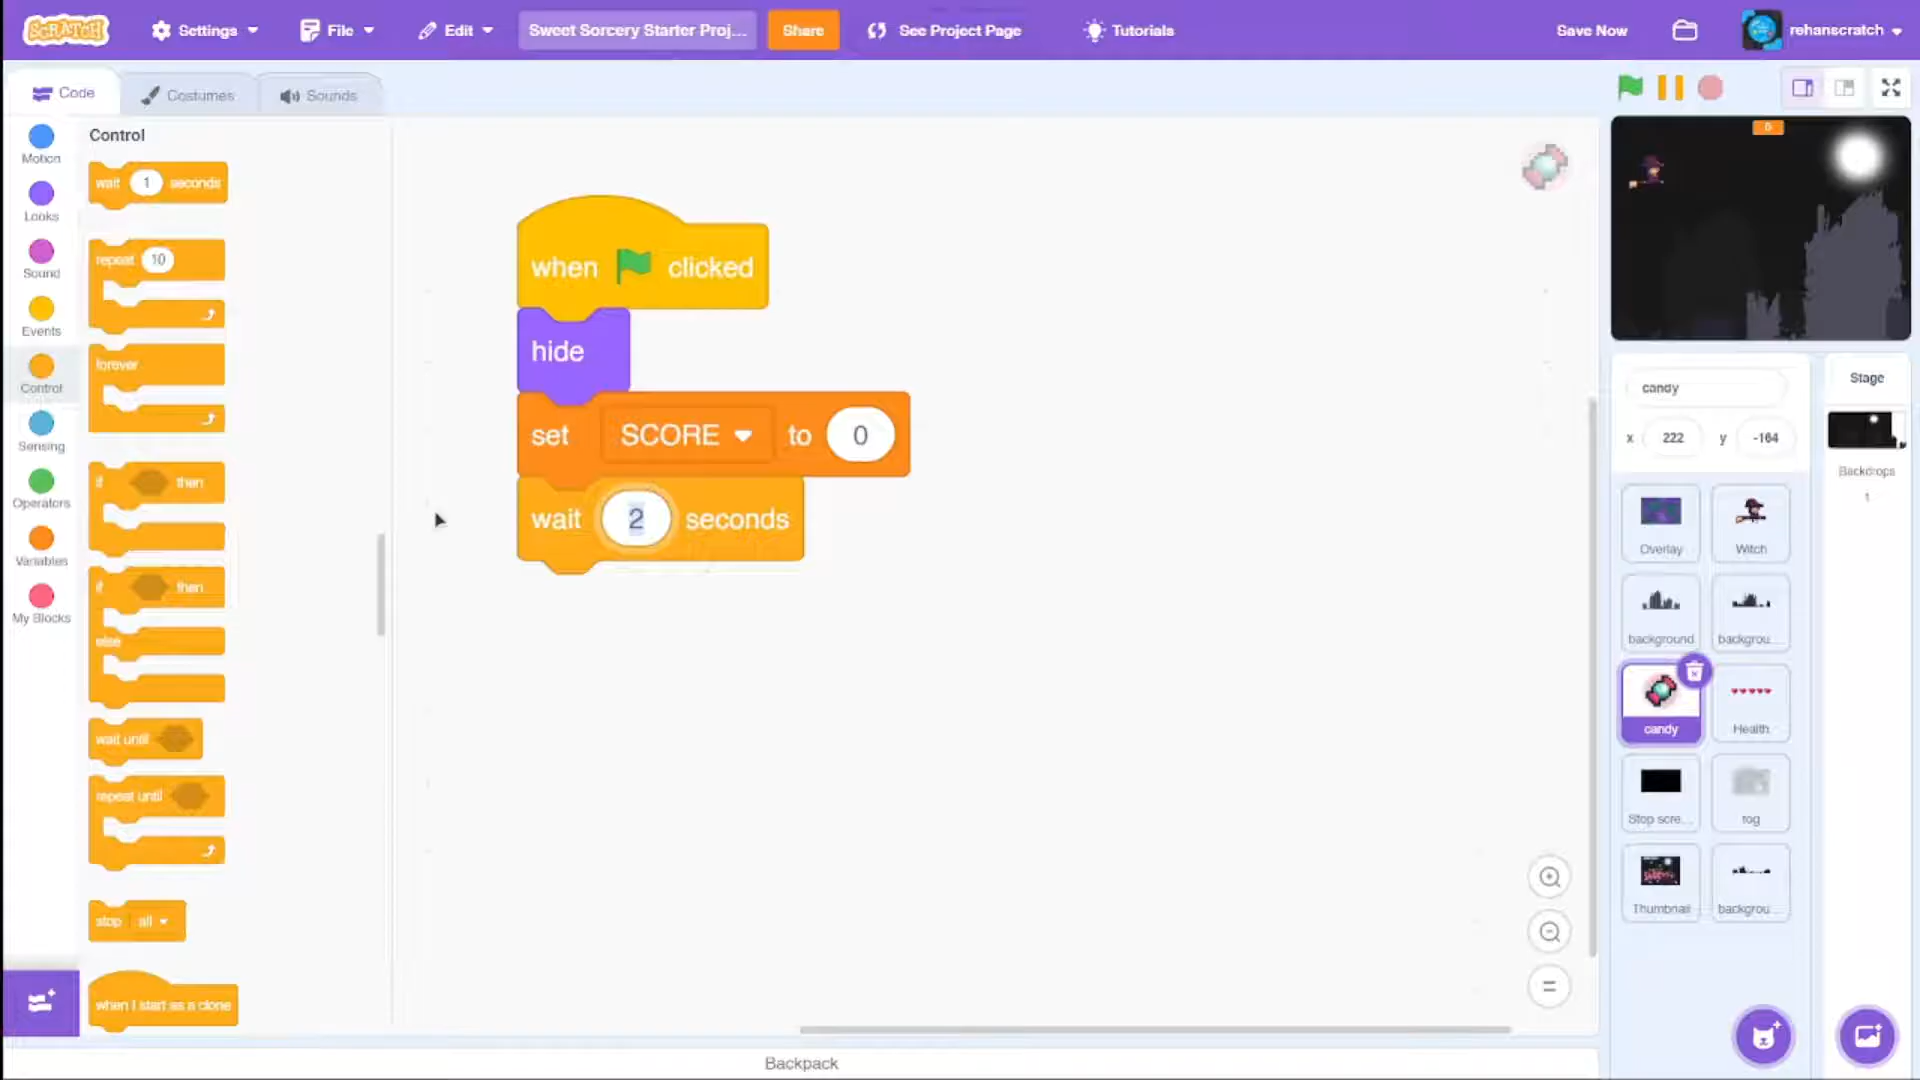 SCRATCH
Settings
File
Edit
Sweet Sorcery Starter Proj...
Share
See Project Page
Tutorials
Save Now
rehanscratch
Code
Costumes
Sounds
Motion
Looks
Sound
Events
Control
Sensing
Operators
Variables
My Blocks
Control
wait 1 seconds
repeat 10
forever
if then
if then
else
wait until
repeat until
stop all
when I start as a clone
when clicked
hide
set SCORE to 0
wait 2 seconds
0
candy
x 222 y -164
Stage
Backdrops
1
Overlay
Witch
background
backgrou...
candy
Health
Stop scre...
fog
Thumbnail
backgrou...
Backpack